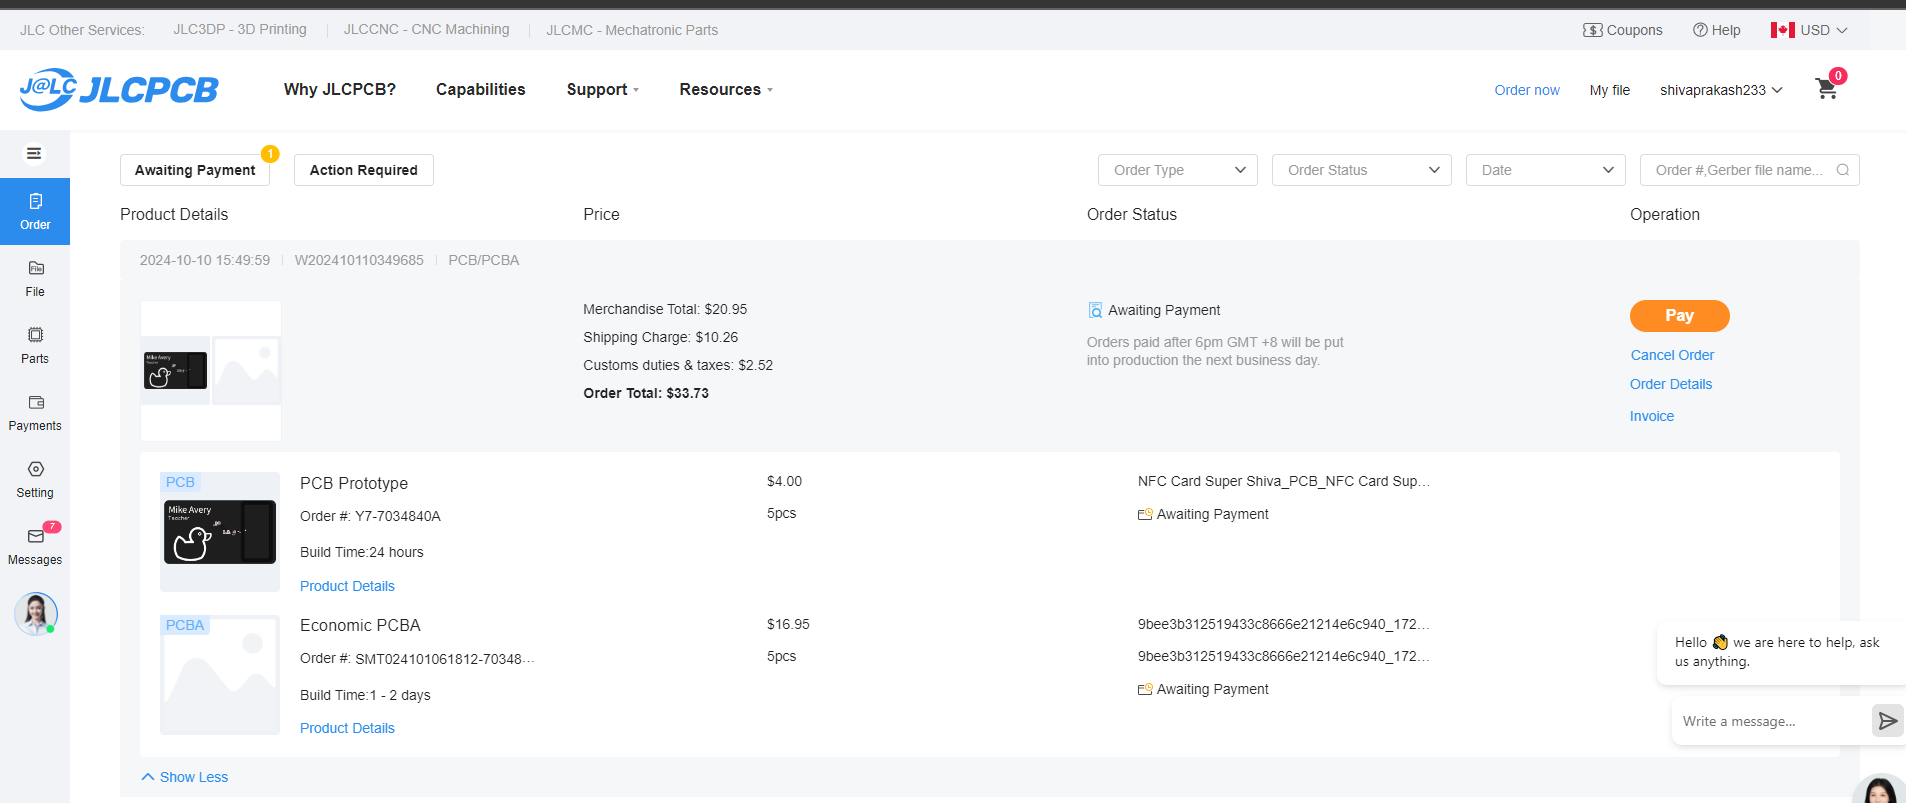 JLC Other Services: JLC3DP - 3D Printing JLCCNC - CNC Machining JLCMC - Mechatronic Parts Coupons Help USD
J@LC JLCPCB Why JLCPCB? Capabilities Support Resources Order now My file shivaprakash233 0
Awaiting Payment 1 Action Required Order Type Order Status Date Order #,Gerber file name...
Product Details Price Order Status Operation
Order
File
Parts
Payments
Setting
7
Messages
2024-10-10 15:49:59 W202410110349685 PCB/PCBA
Mike Avery
Teacher
Merchandise Total: $20.95
Shipping Charge: $10.26
Customs duties & taxes: $2.52
Order Total: $33.73
Awaiting Payment
Orders paid after 6pm GMT +8 will be put
into production the next business day.
Pay
Cancel Order
Order Details
Invoice
PCB
Mike Avery
Teacher
PCB Prototype $4.00 NFC Card Super Shiva_PCB_NFC Card Sup...
Order #: Y7-7034840A 5pcs Awaiting Payment
Build Time:24 hours
Product Details
PCBA
Economic PCBA $16.95 9bee3b312519433c8666e21214e6c940_172...
Order #: SMT024101061812-70348... 5pcs 9bee3b312519433c8666e21214e6c940_172...
Build Time:1 - 2 days Awaiting Payment
Product Details
Show Less
Hello we are here to help, ask
us anything.
Write a message...